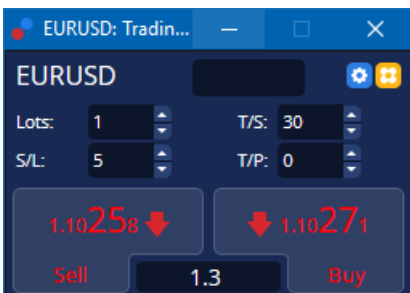 EURUSD: Tradin...
EURUSD
Lots: 1 T/S: 30
S/L: 5 T/P: 0
1.10258 1.10271
Sell 1.3 Buy